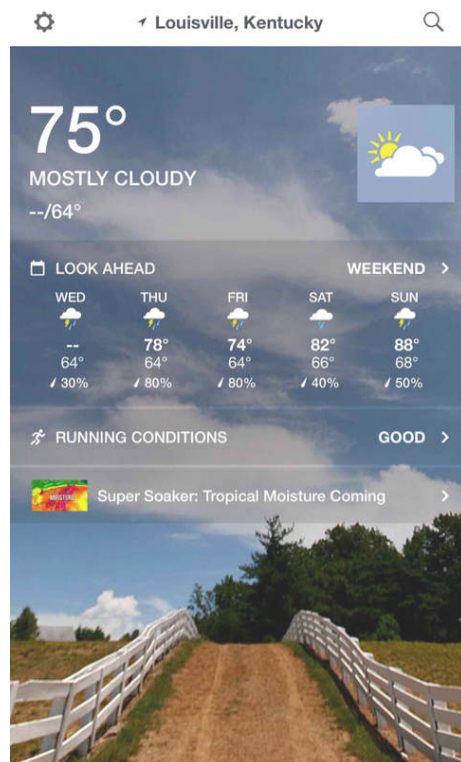 Louisville, Kentucky
75°
MOSTLY CLOUDY
--/64°
LOOK AHEAD WEEKEND >
WED THU FRI SAT SUN
-- 78° 74° 82° 88°
64° 64° 64° 66° 68°
30% 80% 80% 40% 50%
RUNNING CONDITIONS GOOD >
MOISTURE
Super Soaker: Tropical Moisture Coming >